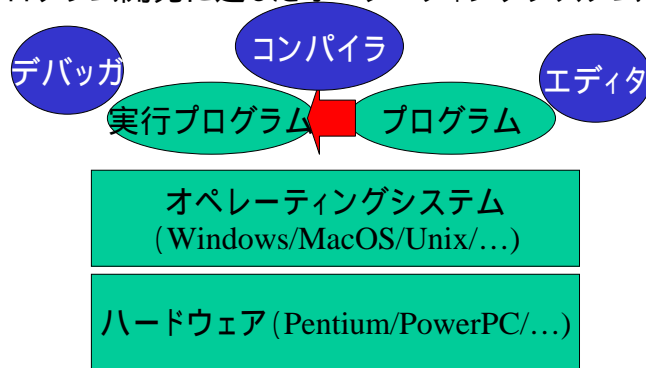 コンパイラ
デバッガ
エディタ
実行プログラム
プログラム
オペレーティングシステム
(Windows/MacOS/Unix/…)
ハードウェア(Pentium/PowerPC/…)